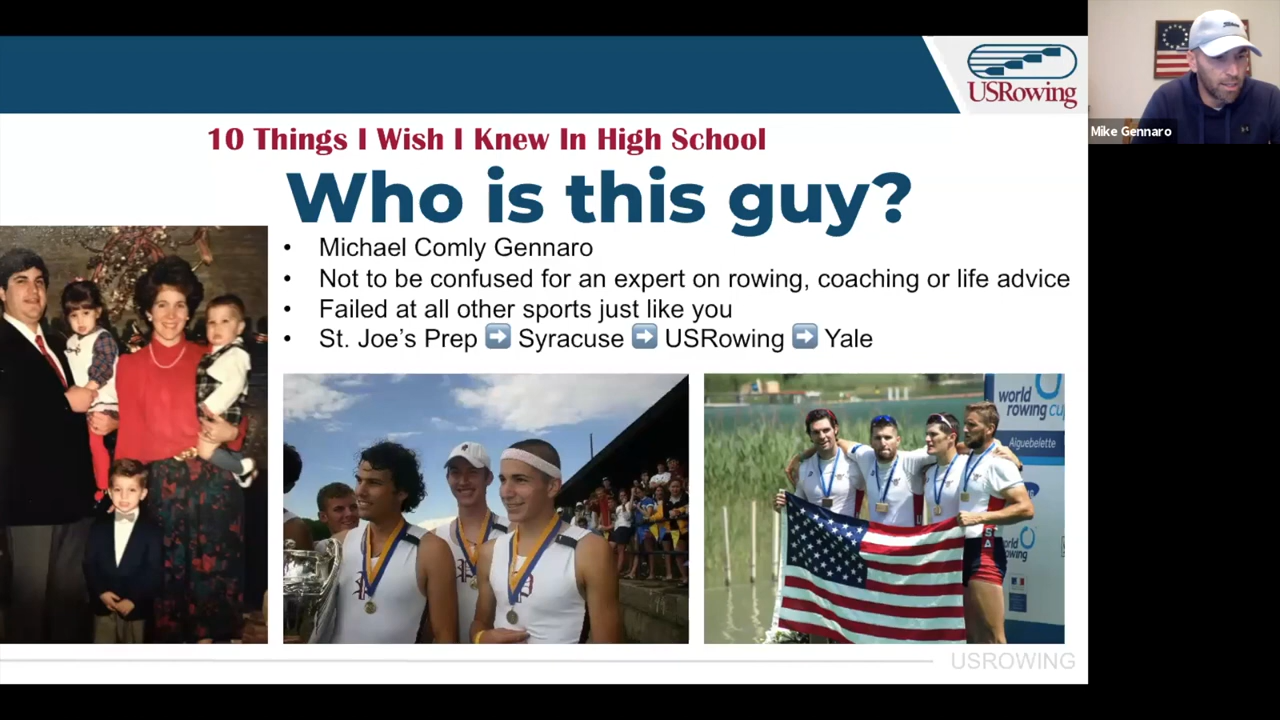 USRowing
Mike Gennaro
10 Things I Wish I Knew In High School
Who is this guy?
• Michael Comly Gennaro
• Not to be confused for an expert on rowing, coaching or life advice
• Failed at all other sports just like you
• St. Joe's Prep ➡ Syracuse ➡ USRowing ➡ Yale
world
rowing cup
Aiguebelette
world
rowing
USROWING